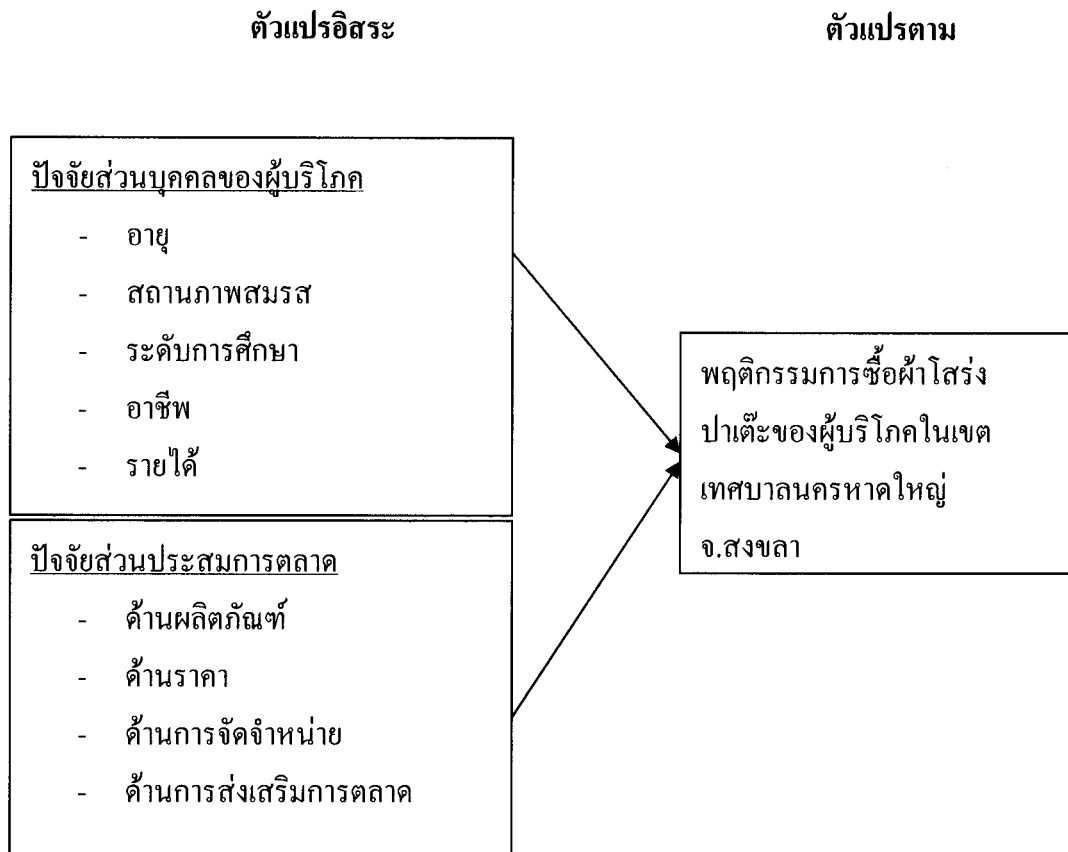 ตัวแปรอิสระ
ตัวแปรตาม
ปัจจัยส่วนบุคคลของผู้บริโภค
- อายุ
- สถานภาพสมรส
- ระดับการศึกษา
- อาชีพ
- รายได้
ปัจจัยส่วนประสมการตลาด
- ด้านผลิตภัณฑ์
- ด้านราคา
- ด้านการจัดจำหน่าย
- ด้านการส่งเสริมการตลาด
พฤติกรรมการซื้อผ้าโสร่ง
ปาเต๊ะของผู้บริโภคในเขต
เทศบาลนครหาดใหญ่
จ.สงขลา